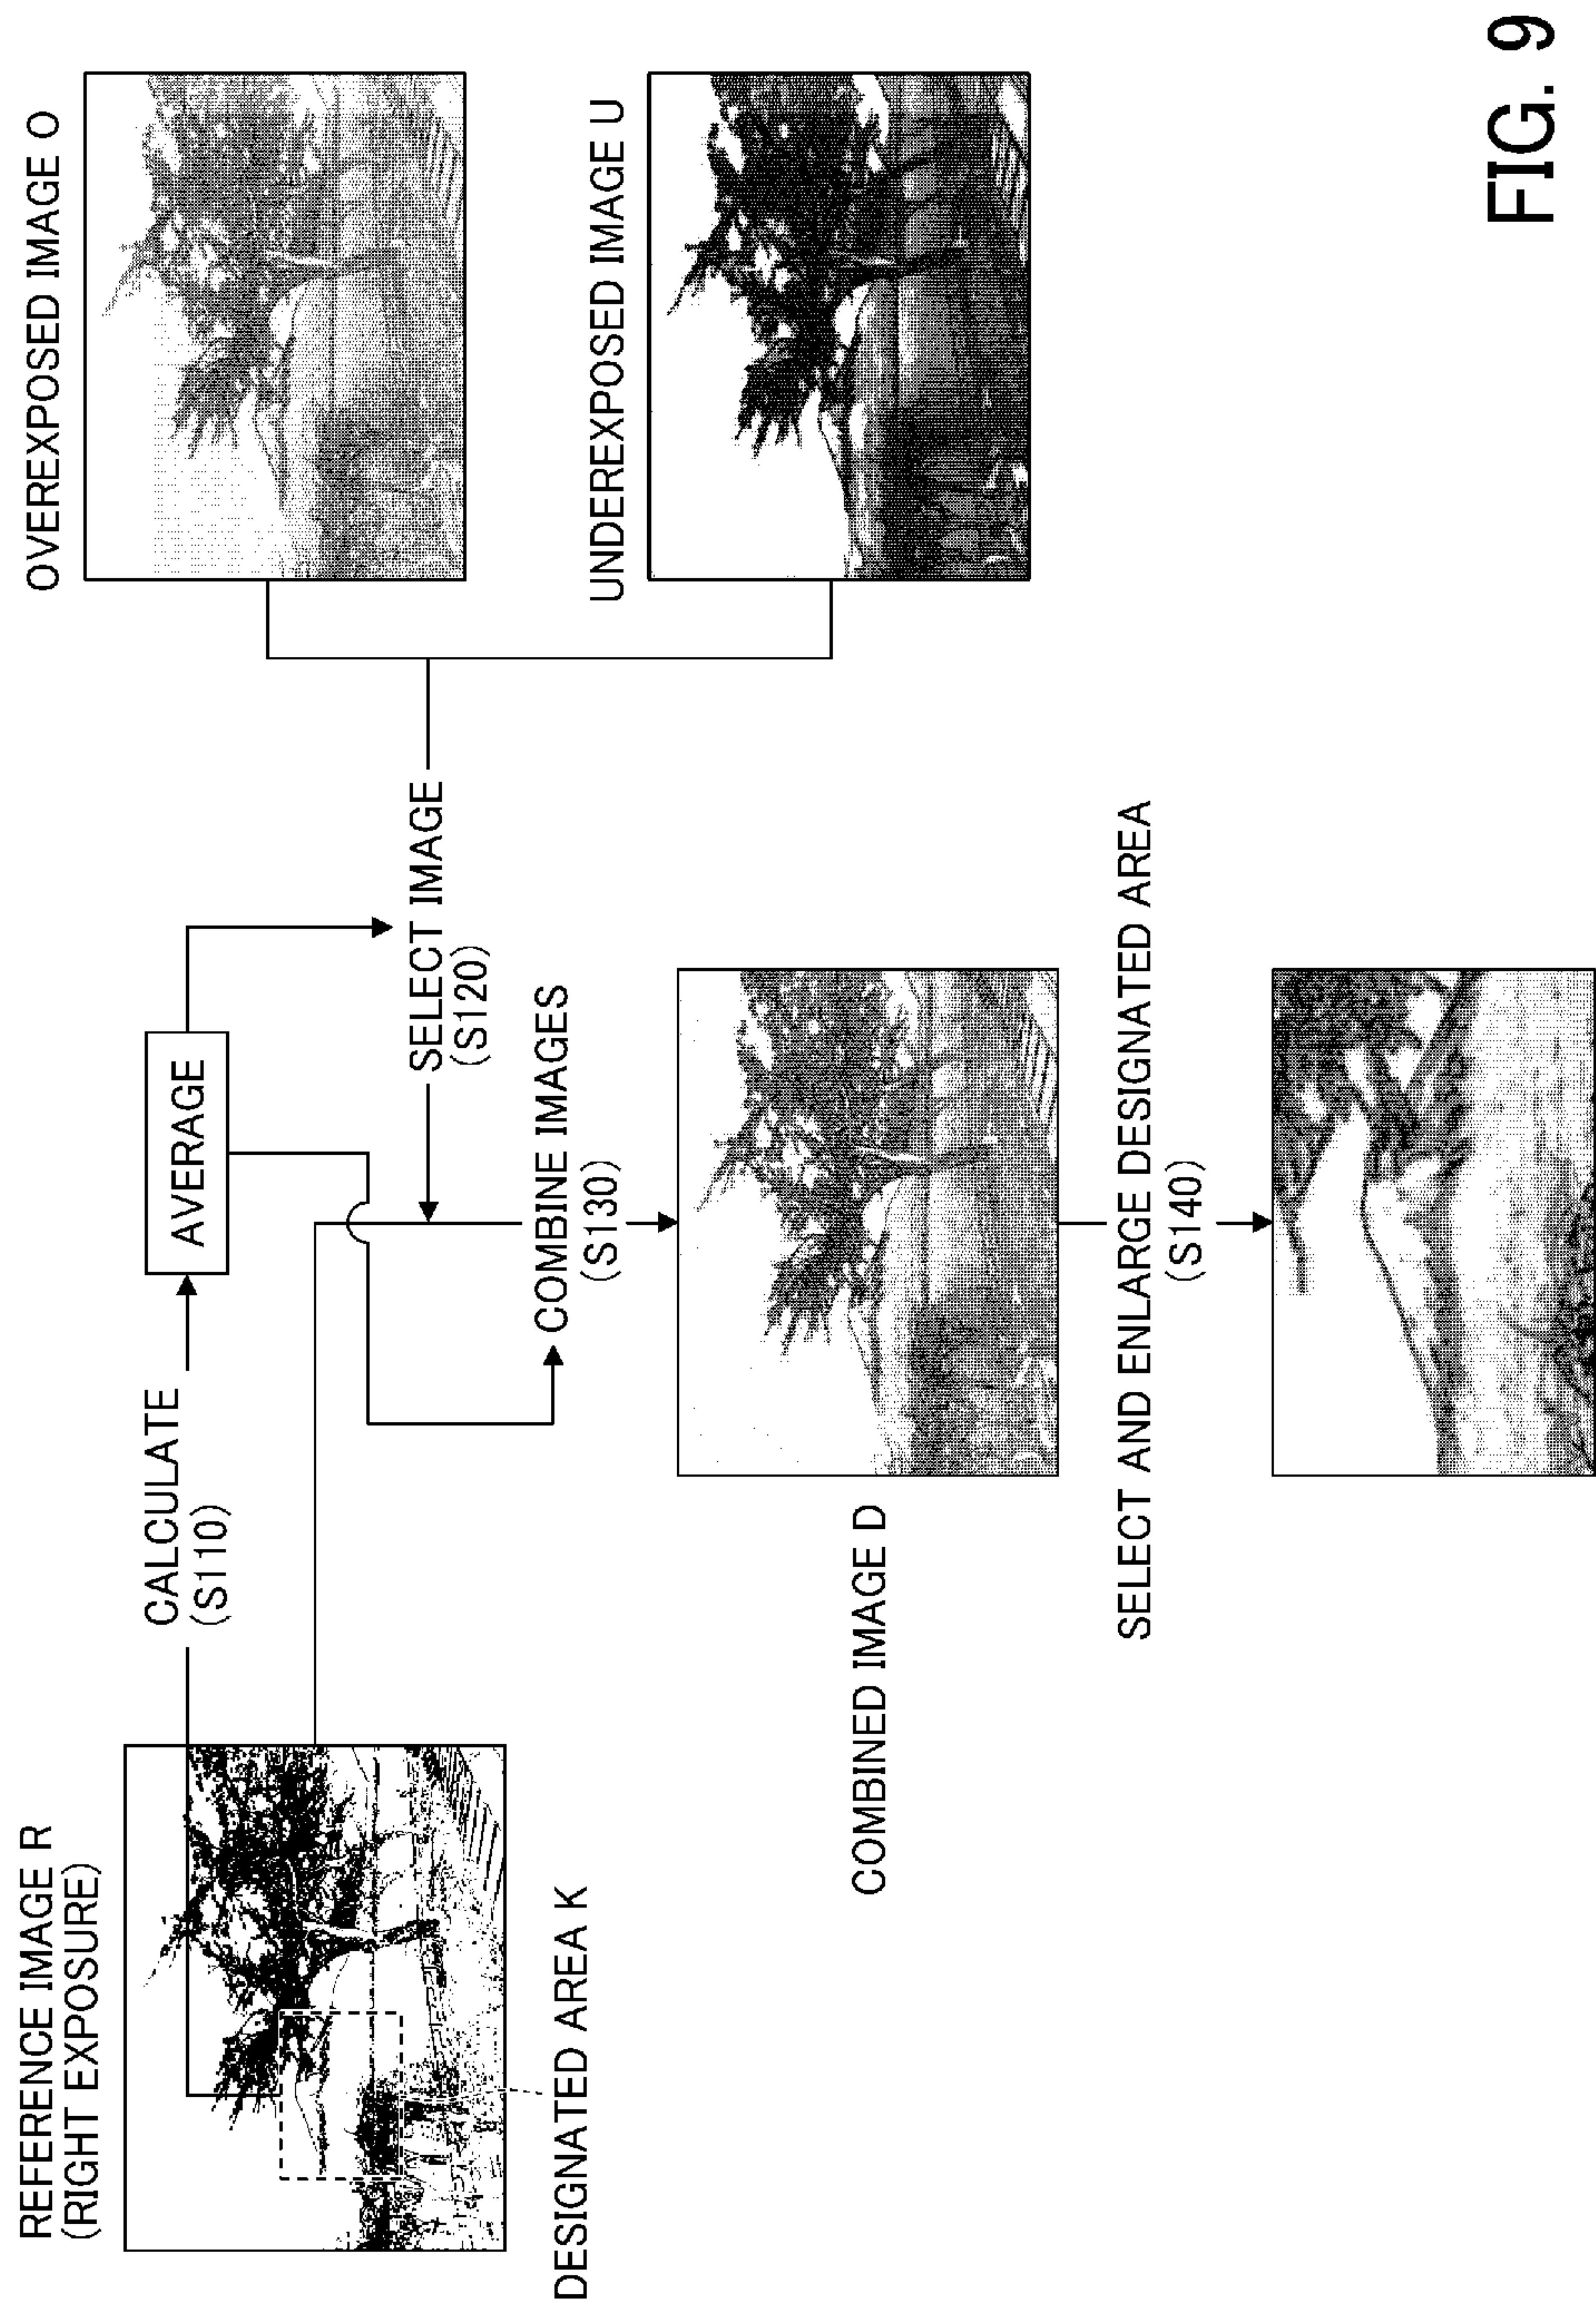 REFERENCE IMAGE R
(RIGHT EXPOSURE)
CALCULATE
(S110)
AVERAGE
OVEREXPOSED IMAGE O
SELECT IMAGE
(S120)
DESIGNATED AREA K
COMBINE IMAGES
(S130)
UNDEREXPOSED IMAGE U
COMBINED IMAGE D
SELECT AND ENLARGE DESIGNATED AREA
(S140)
FIG. 9